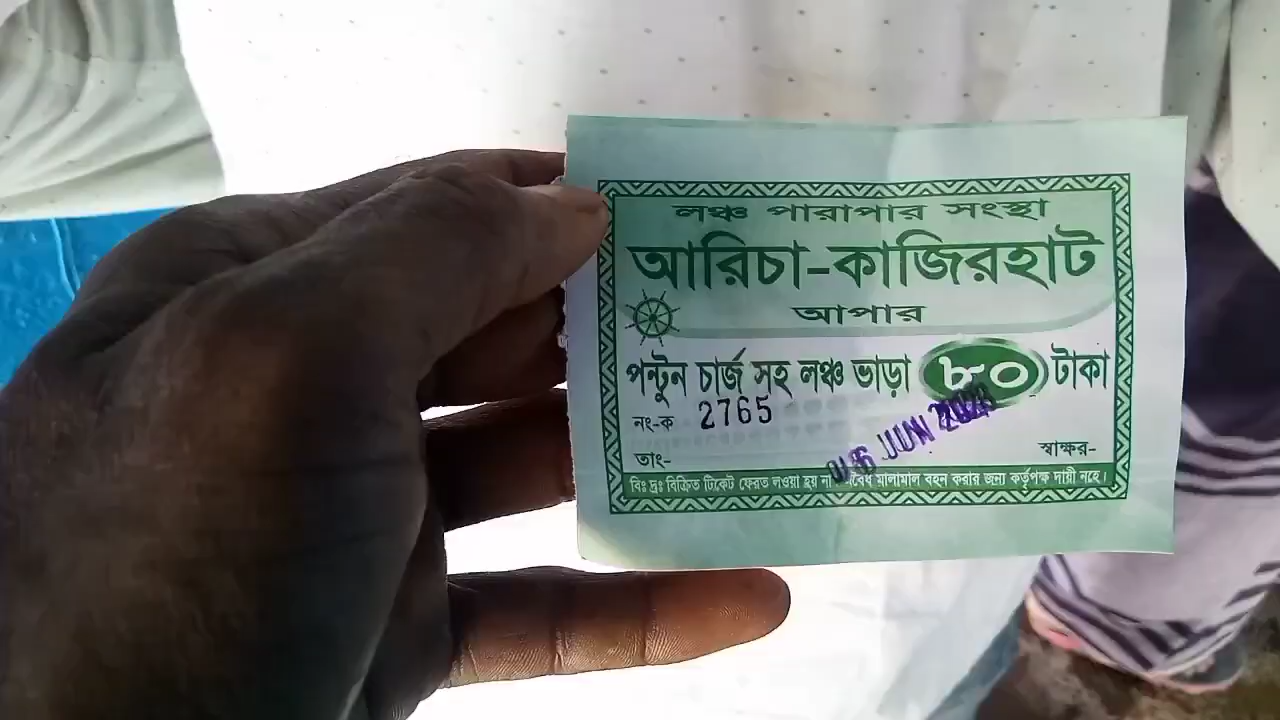 লঞ্চ পারাপার সংস্থা
আরিচা-কাজিরহাট
আপার
পন্টুন চার্জ সহ লঞ্চ ভাড়া ৮০ টাকা
নং-ক 2765
JUN
তাং- স্বাক্ষর-
বিঃ দ্রঃ বিক্রিত টিকেট ফেরত লওয়া হয় না মালামাল বহন করার জন্য কর্তৃপক্ষ দায়ী নহে।